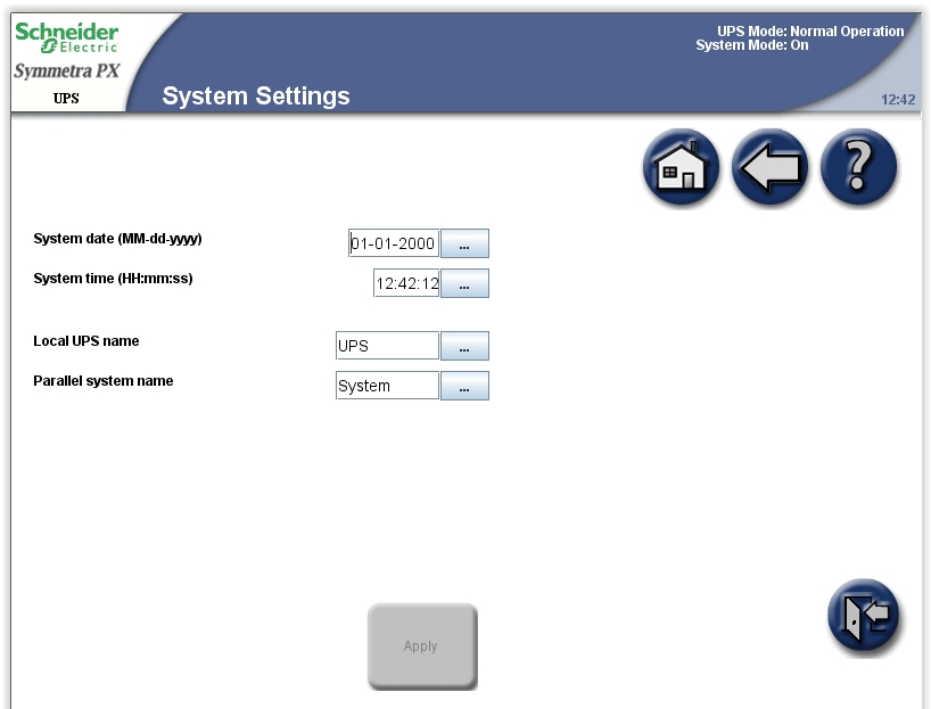 Schneider
Electric
Symmetra PX
UPS
System Settings
UPS Mode: Normal Operation
System Mode: On
12:42
?
System date (MM-dd-yyyy)
01-01-2000 ...
System time (HH:mm:ss)
12:42:12 ...
Local UPS name
UPS ...
Parallel system name
System ...
Apply